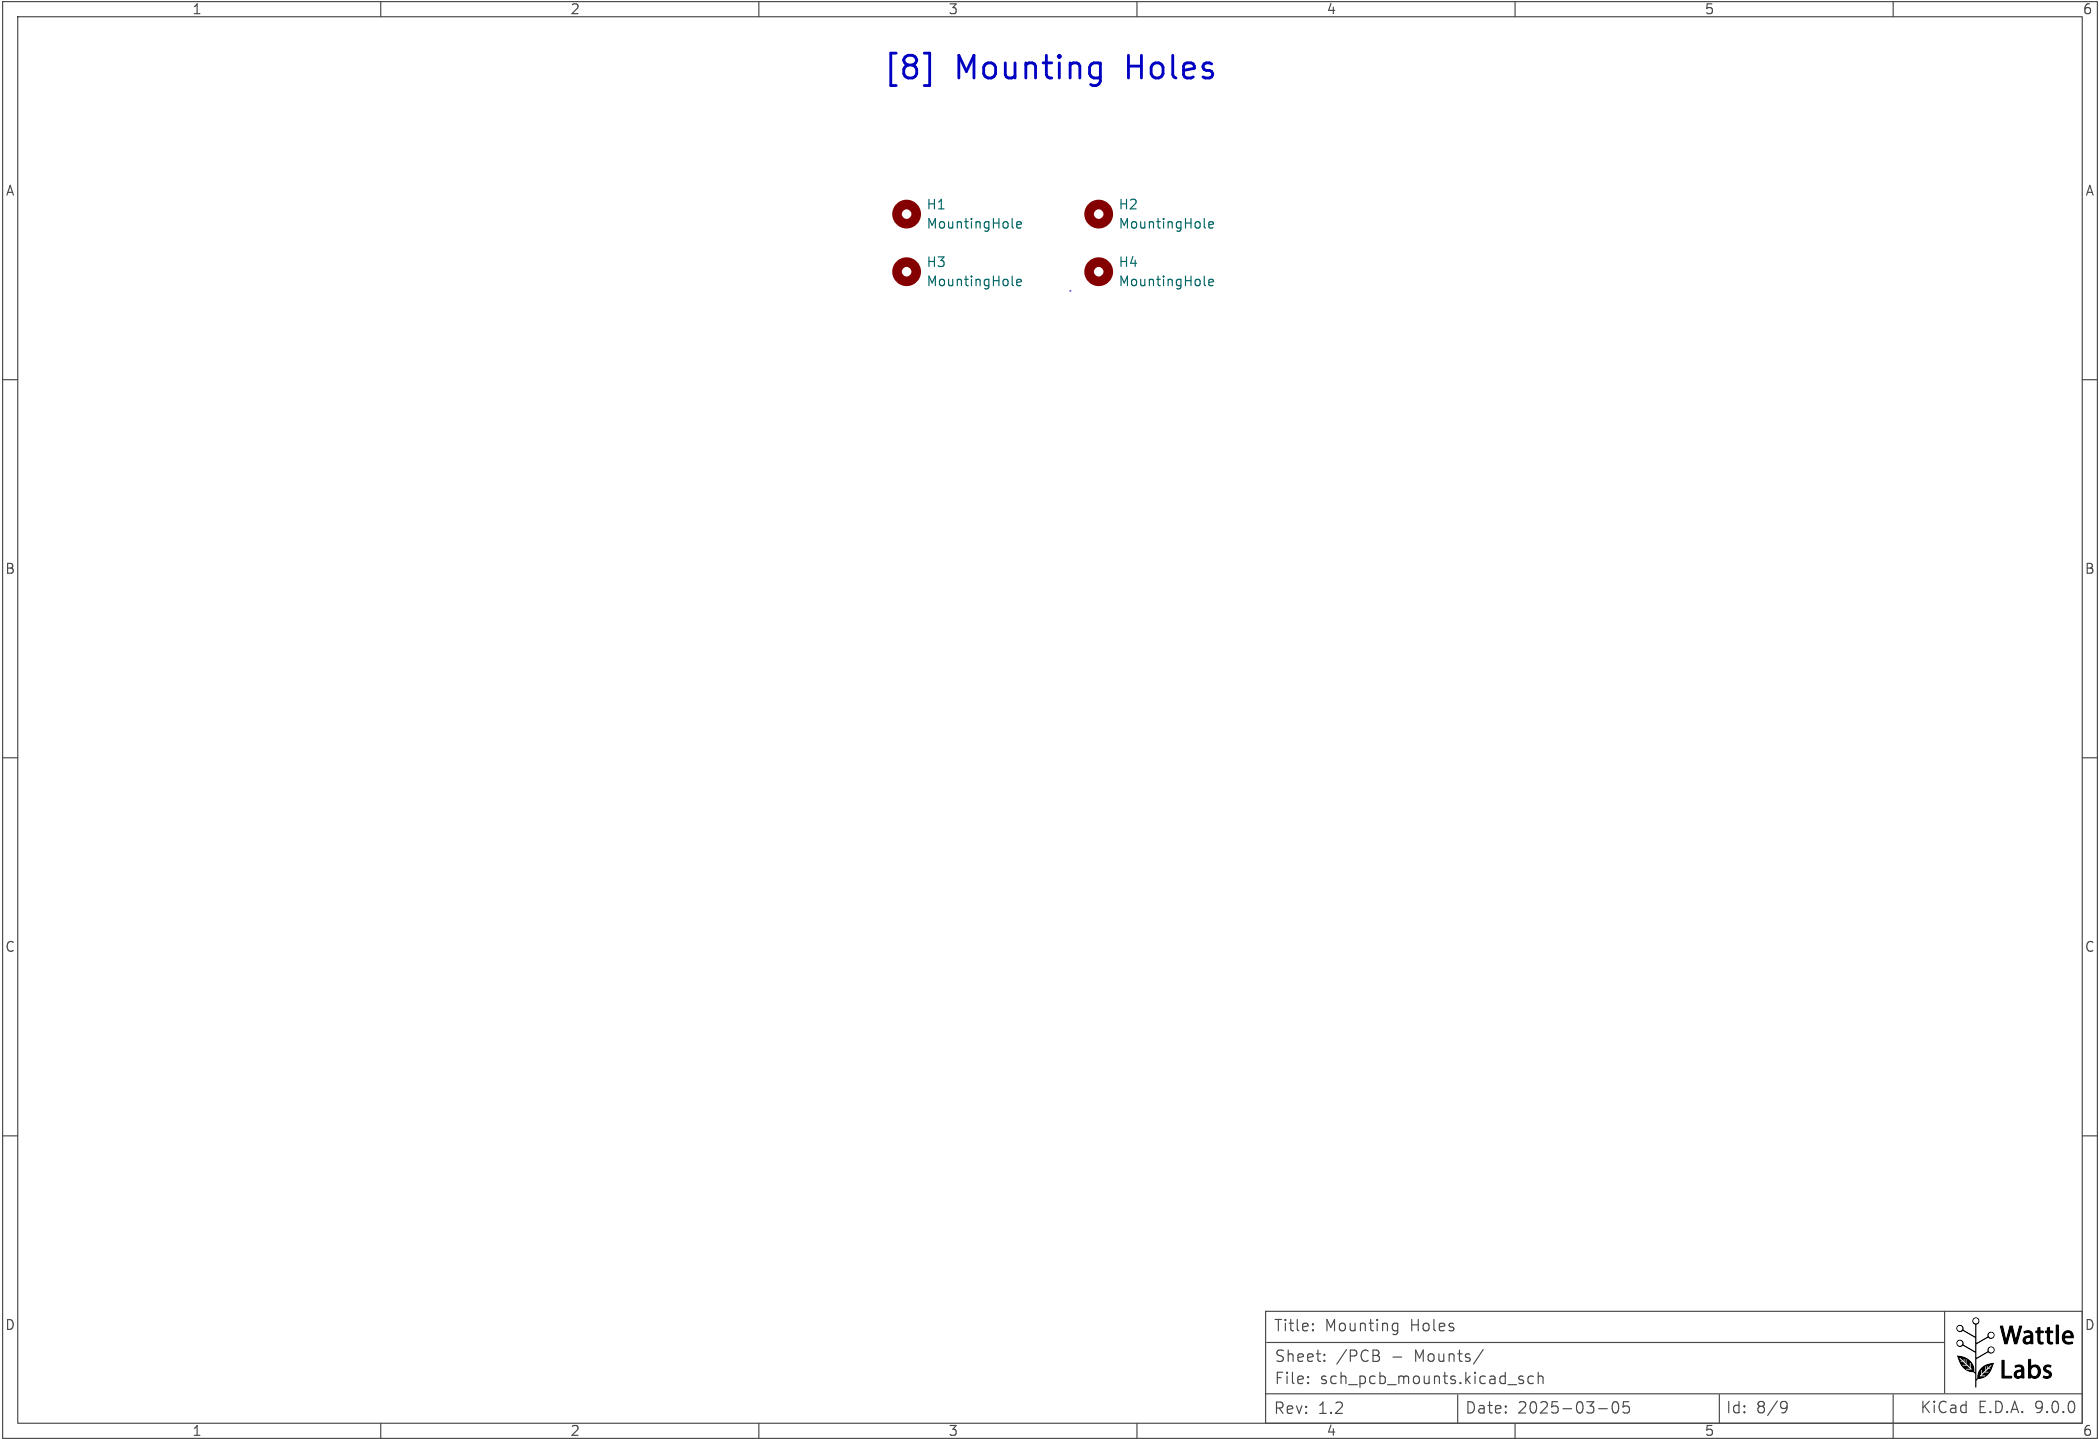 1 2 3 4 5 6
[8] Mounting Holes
A A
H1 H2
MountingHole MountingHole
H3 H4
MountingHole MountingHole
B B
C C
D D
Title: Mounting Holes
Sheet: /PCB - Mounts/
File: sch_pcb_mounts.kicad_sch
Wattle
Labs
Rev: 1.2 Date: 2025-03-05 Id: 8/9 KiCad E.D.A. 9.0.0
1 2 3 4 5 6